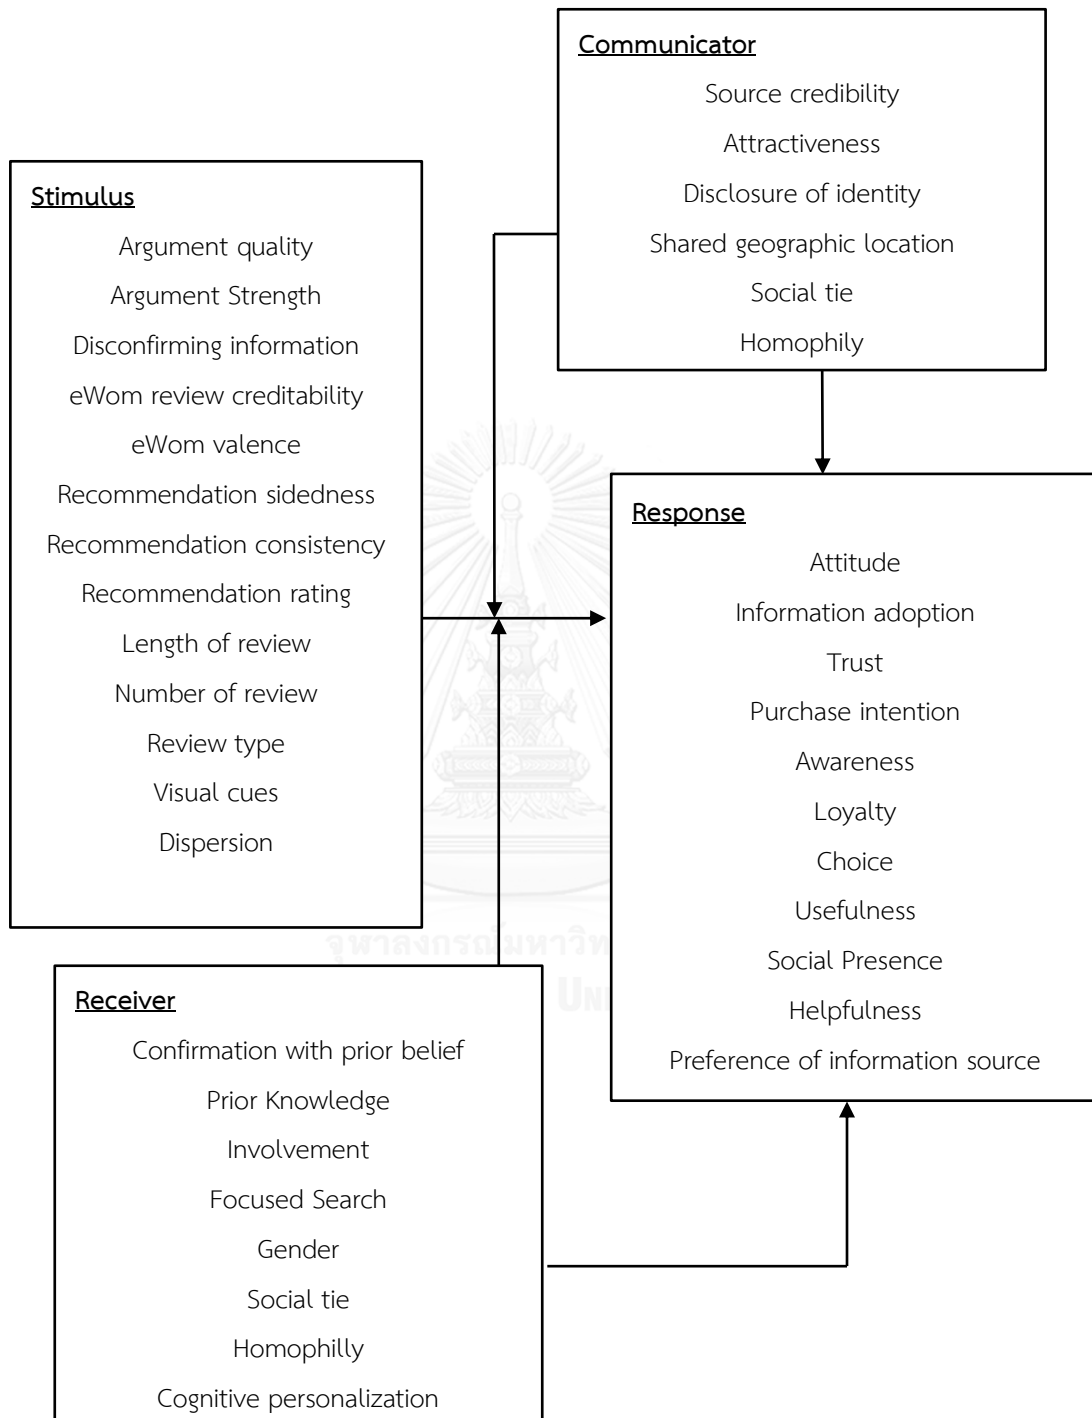 Communicator
Source credibility
Attractiveness
Disclosure of identity
Shared geographic location
Social tie
Homophily
Stimulus
Argument quality
Argument Strength
Disconfirming information
eWom review creditability
eWom valence
Recommendation sidedness
Recommendation consistency
Recommendation rating
Length of review
Number of review
Review type
Visual cues
Dispersion
Response
Attitude
Information adoption
Trust
Purchase intention
Awareness
Loyalty
Choice
Usefulness
Social Presence
Helpfulness
Preference of information source
Receiver
Confirmation with prior belief
Prior Knowledge
Involvement
Focused Search
Gender
Social tie
Homophilly
Cognitive personalization